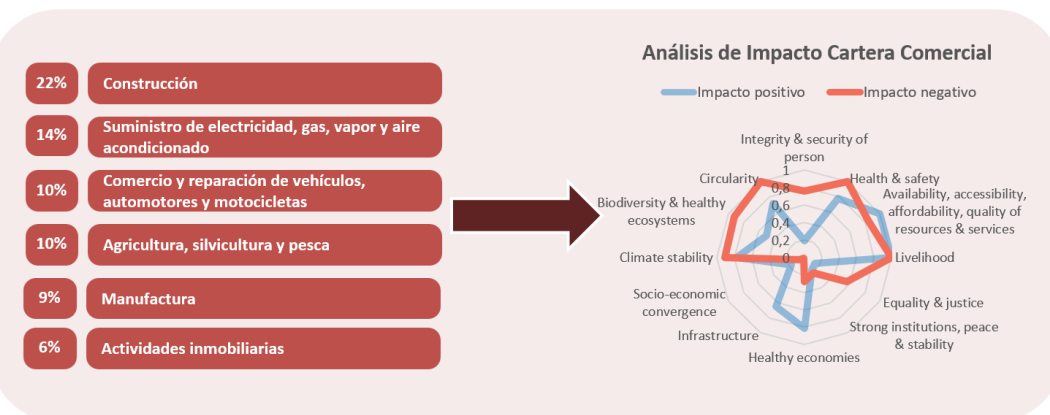 22%
Construcción
14%
Suministro de electricidad, gas, vapor y aire
acondicionado
10%
Comercio y reparación de vehículos,
automotores y motocicletas
10%
Agricultura, silvicultura y pesca
9%
Manufactura
6%
Actividades inmobiliarias
Análisis de Impacto Cartera Comercial
Impacto positivo
Impacto negativo
Integrity & security of
person
Health & safety
Availability, accessibility,
affordability, quality of
resources & services
Livelihood
Equality & justice
Strong institutions, peace
& stability
Healthy economies
Infrastructure
Socio-economic
convergence
Climate stability
Biodiversity & healthy
ecosystems
Circularity
1
0,8
0,6
0,4
0,2
0